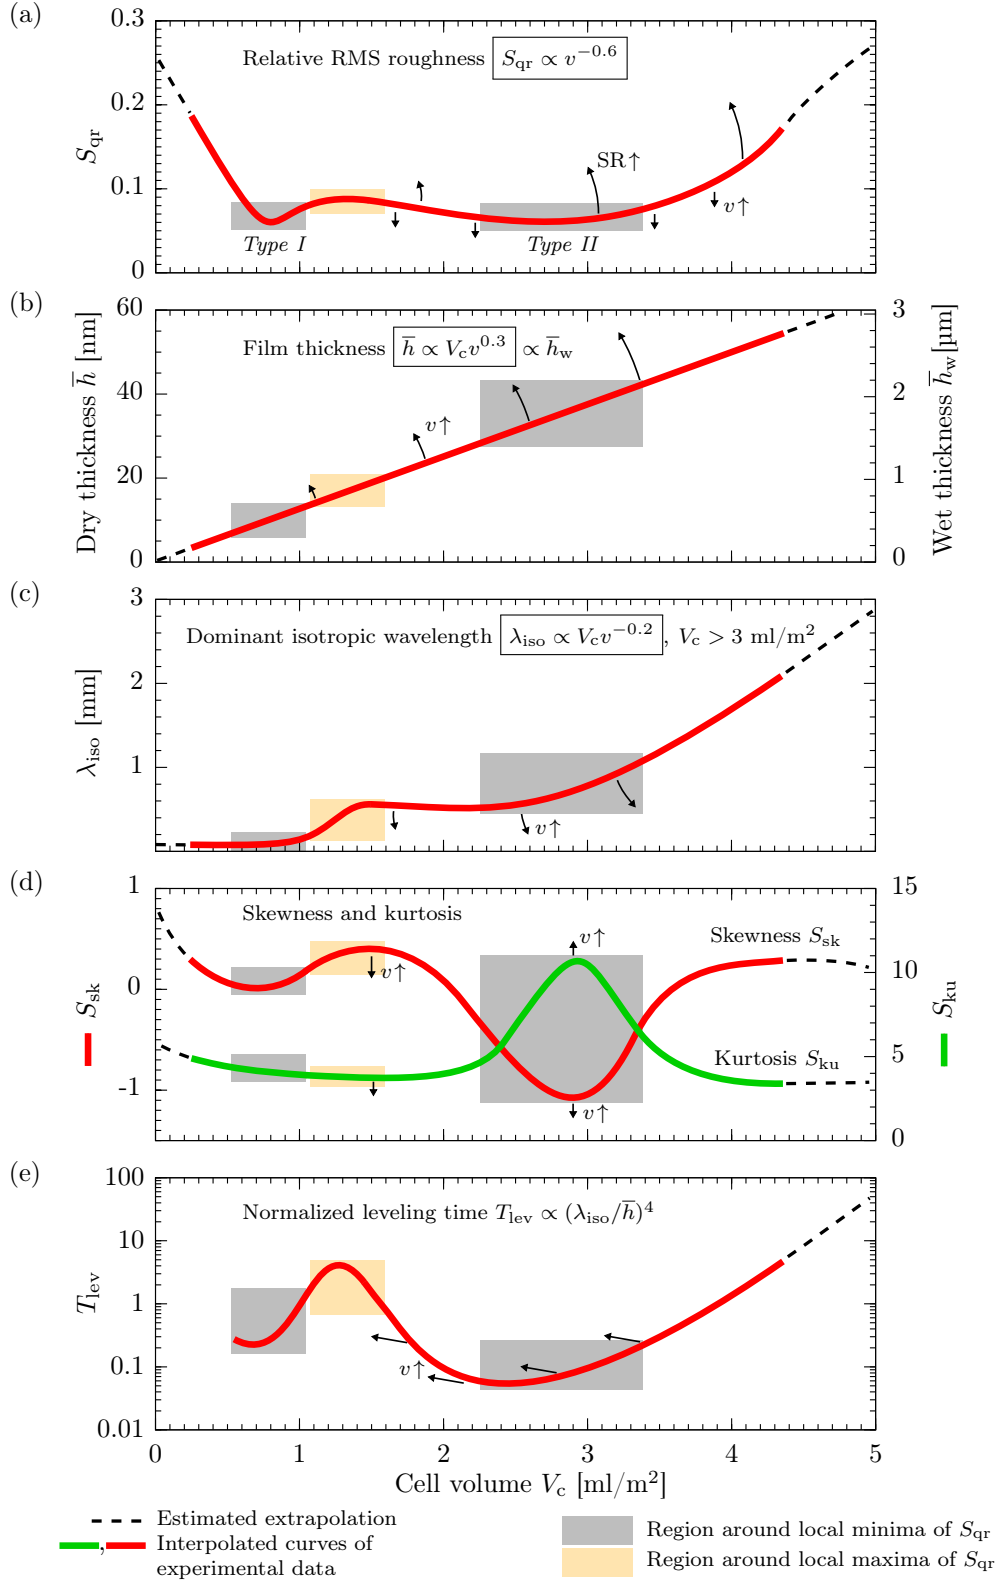 (a)
0.3
0.2
0.1
0
S_qr
Relative RMS roughness S_qr ∝ v^−0.6
SR↑
v↑
Type I
Type II
(b)
60
40
20
0
Dry thickness h̅ [nm]
3
2
1
0
Wet thickness h̅_w [µm]
Film thickness h̅ ∝ V_c v^0.3 ∝ h̅_w
v↑
(c)
3
2
1
λ_iso [mm]
Dominant isotropic wavelength λ_iso ∝ V_c v^−0.2, V_c > 3 ml/m²
v↑
(d)
1
0
-1
S_sk
15
10
5
0
S_ku
Skewness and kurtosis
v↑
v↑
v↑
Skewness S_sk
Kurtosis S_ku
(e)
100
10
1
0.1
0.01
T_lev
Normalized leveling time T_lev ∝ (λ_iso/h̅)^4
v↑
0 1 2 3 4 5
Cell volume V_c [ml/m²]
Estimated extrapolation
, Interpolated curves of
experimental data
Region around local minima of S_qr
Region around local maxima of S_qr